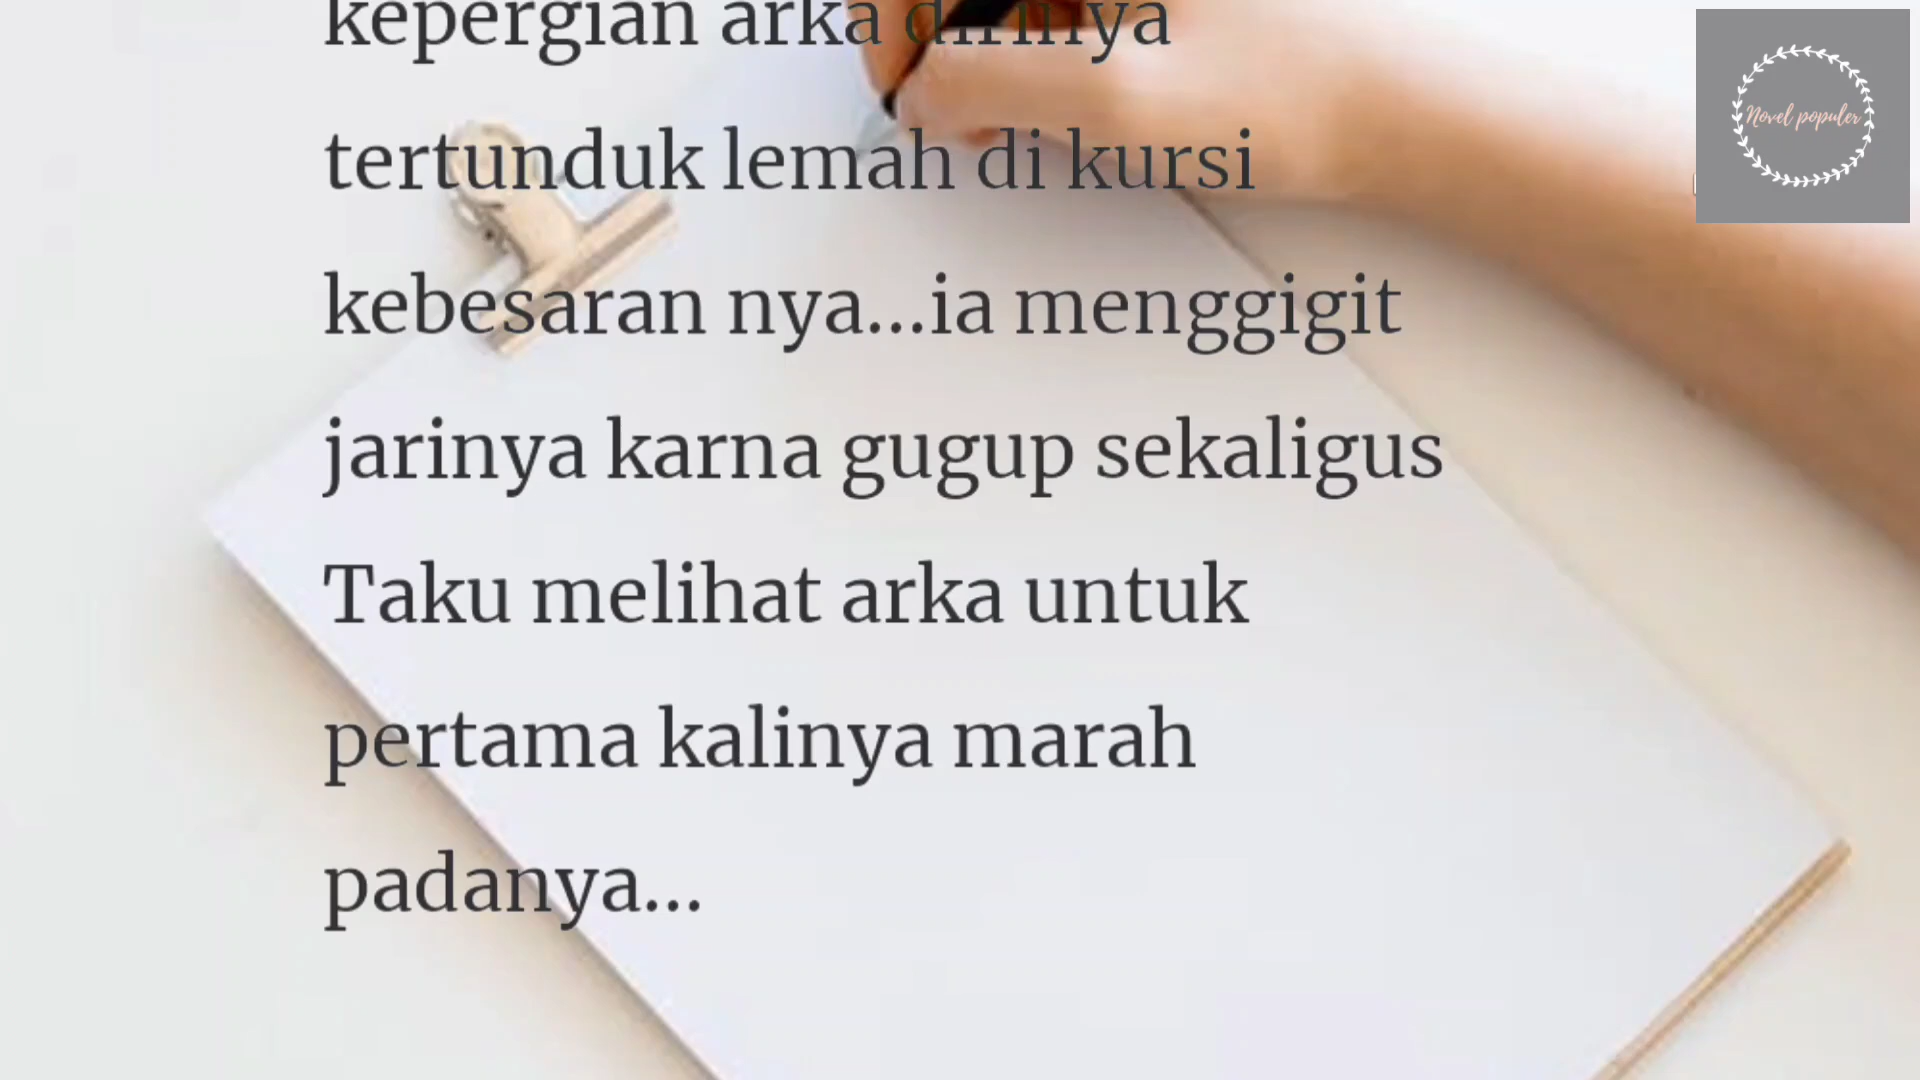 kepergian arka dirinya
tertunduk lemah di kursi
kebesaran nya...ia menggigit
jarinya karna gugup sekaligus
Taku melihat arka untuk
pertama kalinya marah
padanya...
Novel populer